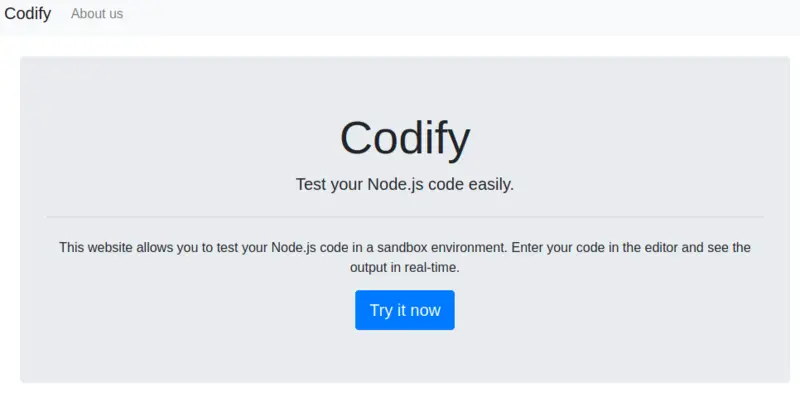 Codify About us
Codify
Test your Node.js code easily.
This website allows you to test your Node.js code in a sandbox environment. Enter your code in the editor and see the
output in real-time.
Try it now